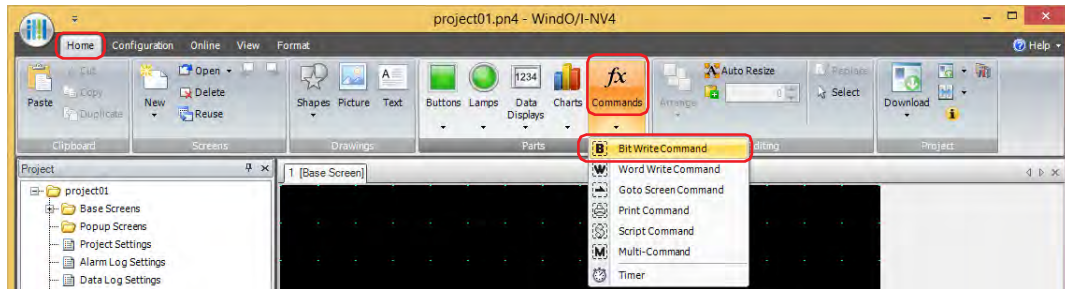 project01.pn4 - WindO/I-NV4
Home Configuration Online View Format Help
Cut
Copy
Duplicate
Paste
New
Open
Delete
Reuse
Shapes Picture Text
1234
A
Buttons Lamps Data Displays Charts
fx
Commands
Arrange
Auto Resize
0
Replace
Select
Download
Clipboard Screens Drawings Parts Editing Project
B Bit Write Command
W Word Write Command
Goto Screen Command
Print Command
Script Command
M Multi-Command
Timer
Project
1 [Base Screen]
project01
Base Screens
Popup Screens
Project Settings
Alarm Log Settings
Data Log Settings